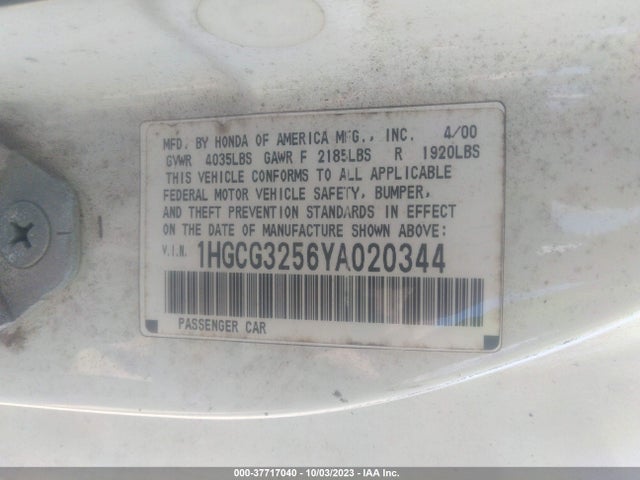 MFD. BY HONDA OF AMERICA MFG., INC. 4/00
GVWR 4035LBS GAWR F 2185LBS R 1920LBS
THIS VEHICLE CONFORMS TO ALL APPLICABLE
FEDERAL MOTOR VEHICLE SAFETY, BUMPER,
AND THEFT PREVENTION STANDARDS IN EFFECT
ON THE DATE OF MANUFACTURE SHOWN ABOVE:
V.I.N. 1HGCG3256YA020344
PASSENGER CAR
000-37717040 - 10/03/2023 - IAA Inc.